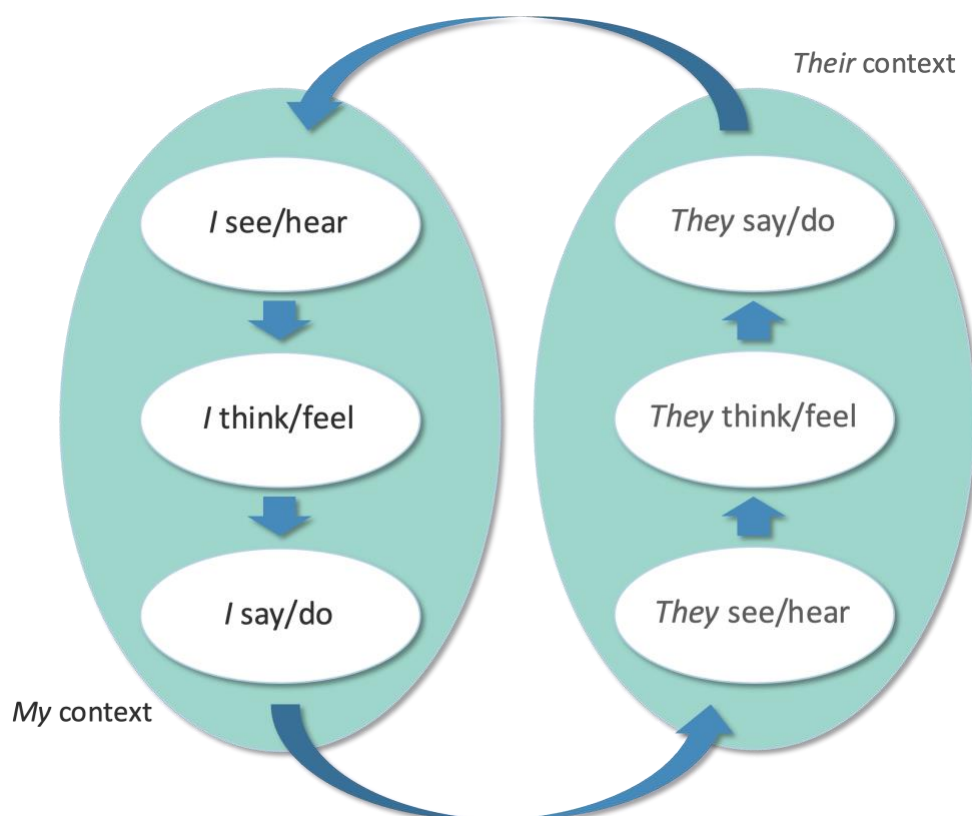 Their context
I see/hear
They say/do
I think/feel
They think/feel
I say/do
They see/hear
My context